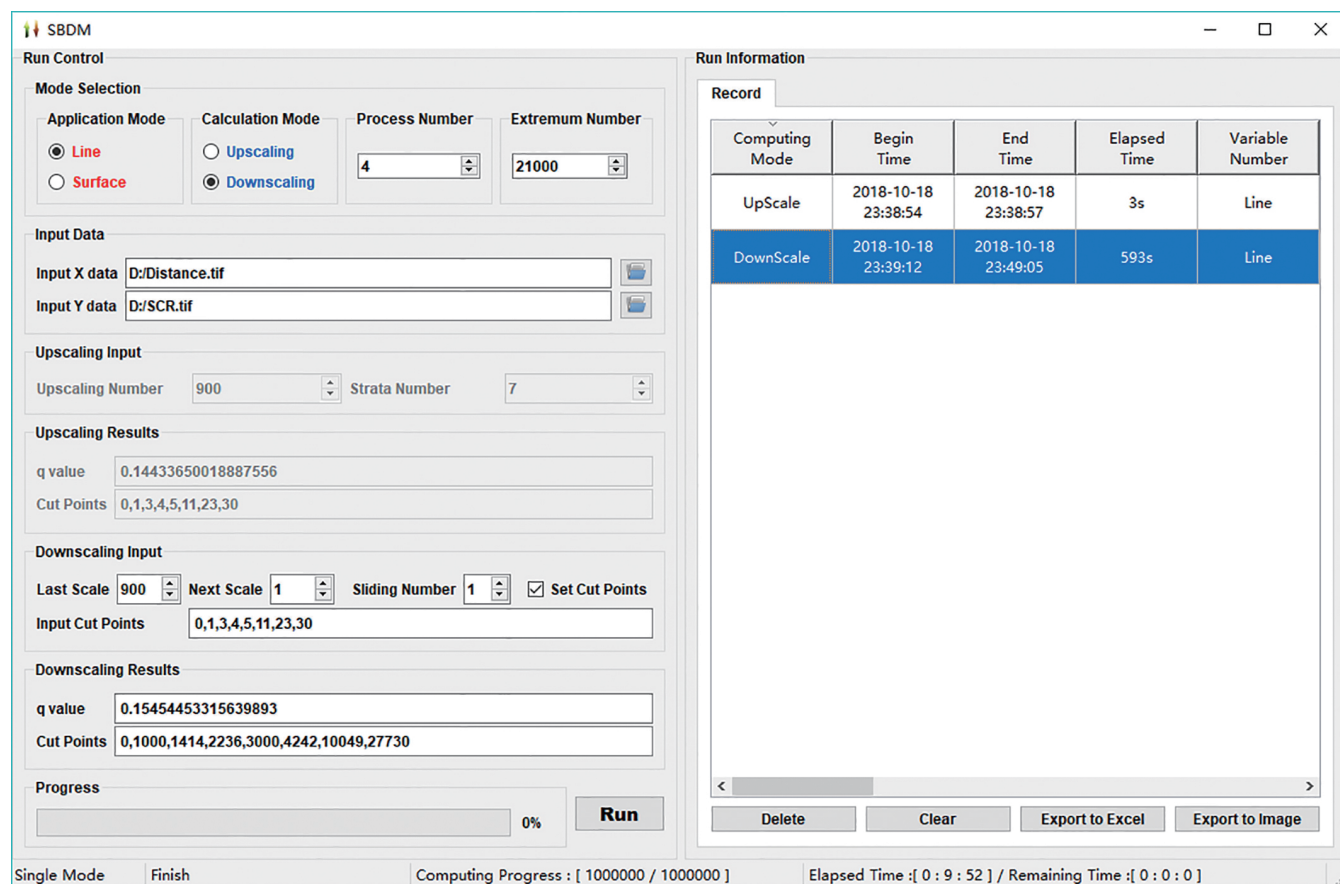 SBDM
Run Control
Mode Selection
Application Mode
Line
Surface
Calculation Mode
Upscaling
Downscaling
Process Number
4
Extremum Number
21000
Input Data
Input X data D:/Distance.tif
Input Y data D:/SCR.tif
Upscaling Input
Upscaling Number 900 Strata Number 7
Upscaling Results
q value 0.14433650018887556
Cut Points 0,1,3,4,5,11,23,30
Downscaling Input
Last Scale 900 Next Scale 1 Sliding Number 1 Set Cut Points
Input Cut Points 0,1,3,4,5,11,23,30
Downscaling Results
q value 0.15454453315639893
Cut Points 0,1000,1414,2236,3000,4242,10049,27730
Progress
0%
Run
Run Information
Record
Computing Mode
Begin Time
End Time
Elapsed Time
Variable Number
UpScale
2018-10-18
23:38:54
2018-10-18
23:38:57
3s
Line
DownScale
2018-10-18
23:39:12
2018-10-18
23:49:05
593s
Line
Delete Clear Export to Excel Export to Image
Single Mode Finish Computing Progress : [ 1000000 / 1000000 ] Elapsed Time :[ 0 : 9 : 52 ] / Remaining Time :[ 0 : 0 : 0 ]